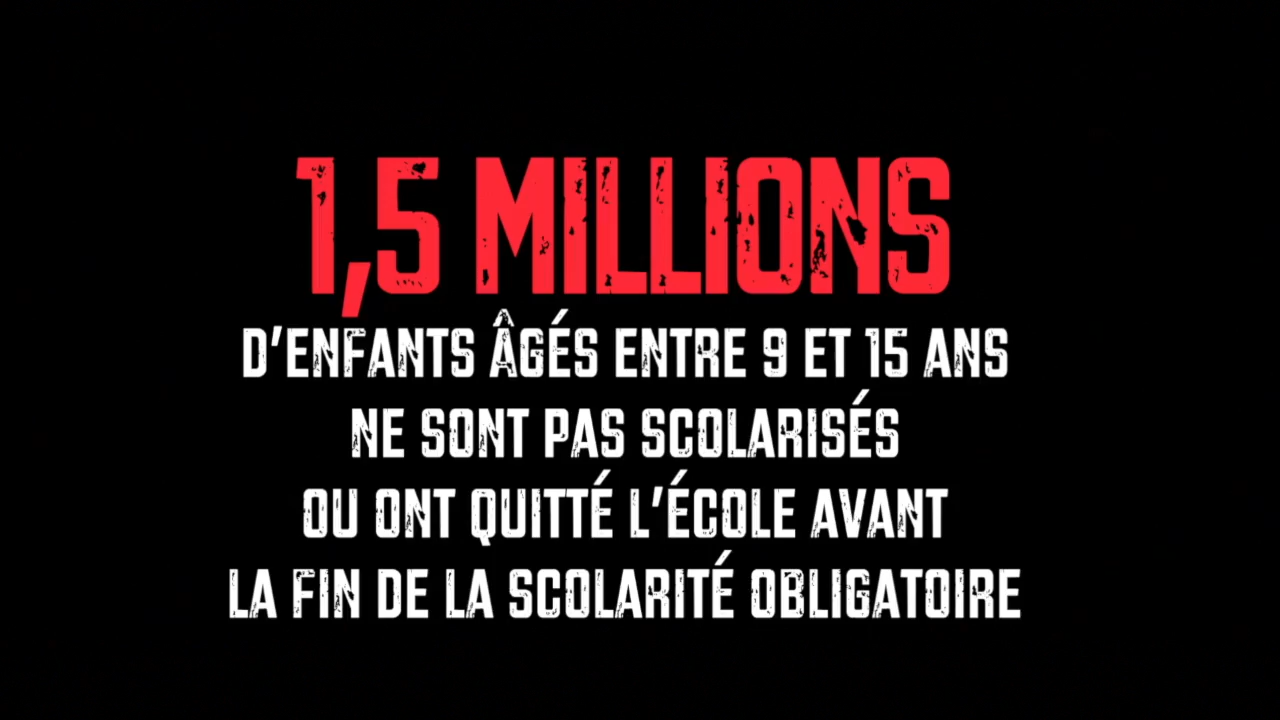 1,5 MILLIONS
D'ENFANTS ÂGÉS ENTRE 9 ET 15 ANS
NE SONT PAS SCOLARISÉS
OU ONT QUITTÉ L'ÉCOLE AVANT
LA FIN DE LA SCOLARITÉ OBLIGATOIRE